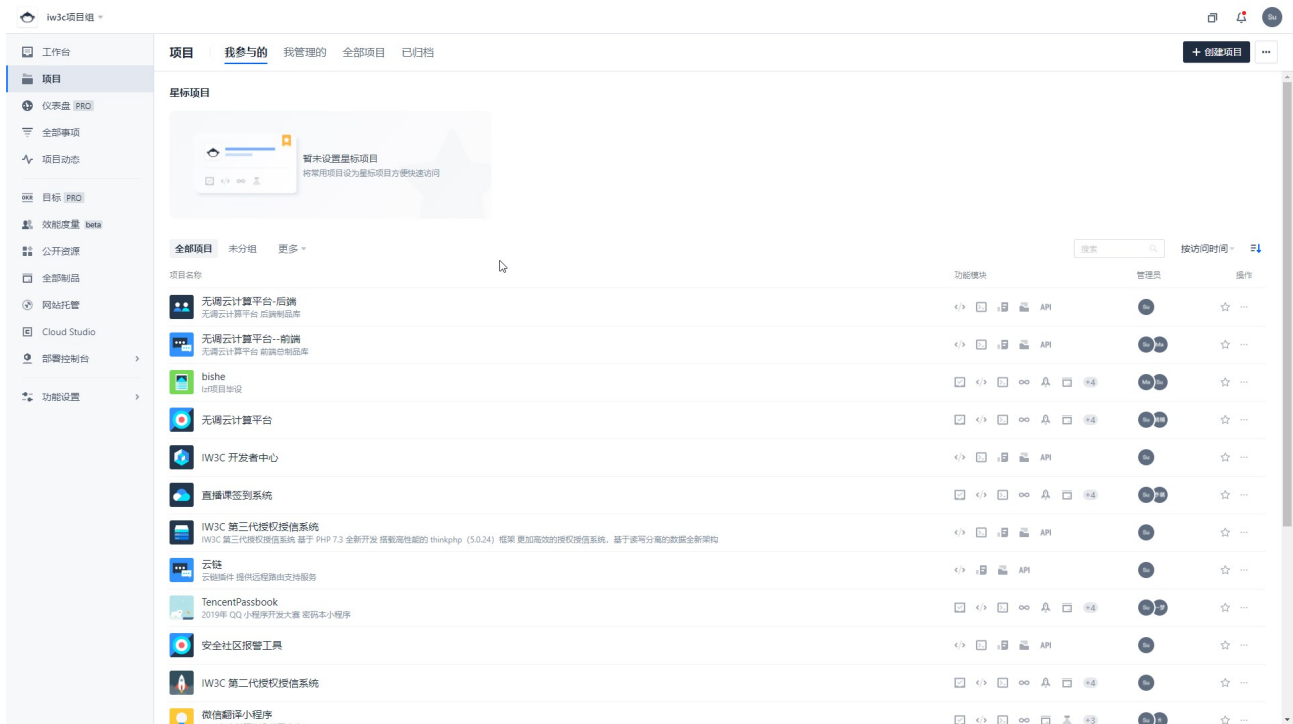 iw3c项目组
Su
工作台
项目
仪表盘 PRO
全部事项
项目动态
OKR 目标 PRO
效能度量 beta
公开资源
全部制品
网站托管
Cloud Studio
部署控制台
功能设置
项目 我参与的 我管理的 全部项目 已归档
+ 创建项目
星标项目
暂未设置星标项目
将常用项目设为星标项目方便快速访问
全部项目 未分组 更多
搜索
按访问时间
项目名称 功能模块 管理员 操作
无调云计算平台-后端 API Su
无调云计算平台 后端制品库
无调云计算平台--前端 API Su Ma
无调云计算平台 前端总制品库
bishe +4 Ma Su
lzf项目毕设
无调云计算平台 +4 Su
IW3C 开发者中心 API Su
直播课签到系统 +4 Su
IW3C 第三代授权授信系统 API Su
IW3C 第三代授权授信系统 基于 PHP 7.3 全新开发 搭载高性能的 thinkphp（5.0.24）框架 更加高效的授权授信系统，基于读写分离的数据全新架构
云链 API Su
云链插件 提供远程路由支持服务
TencentPassbook +4 Su
2019年 QQ 小程序开发大赛 密码本小程序
安全社区报警工具 API Su
IW3C 第二代授权授信系统 +4 Su
微信翻译小程序 +3 Su